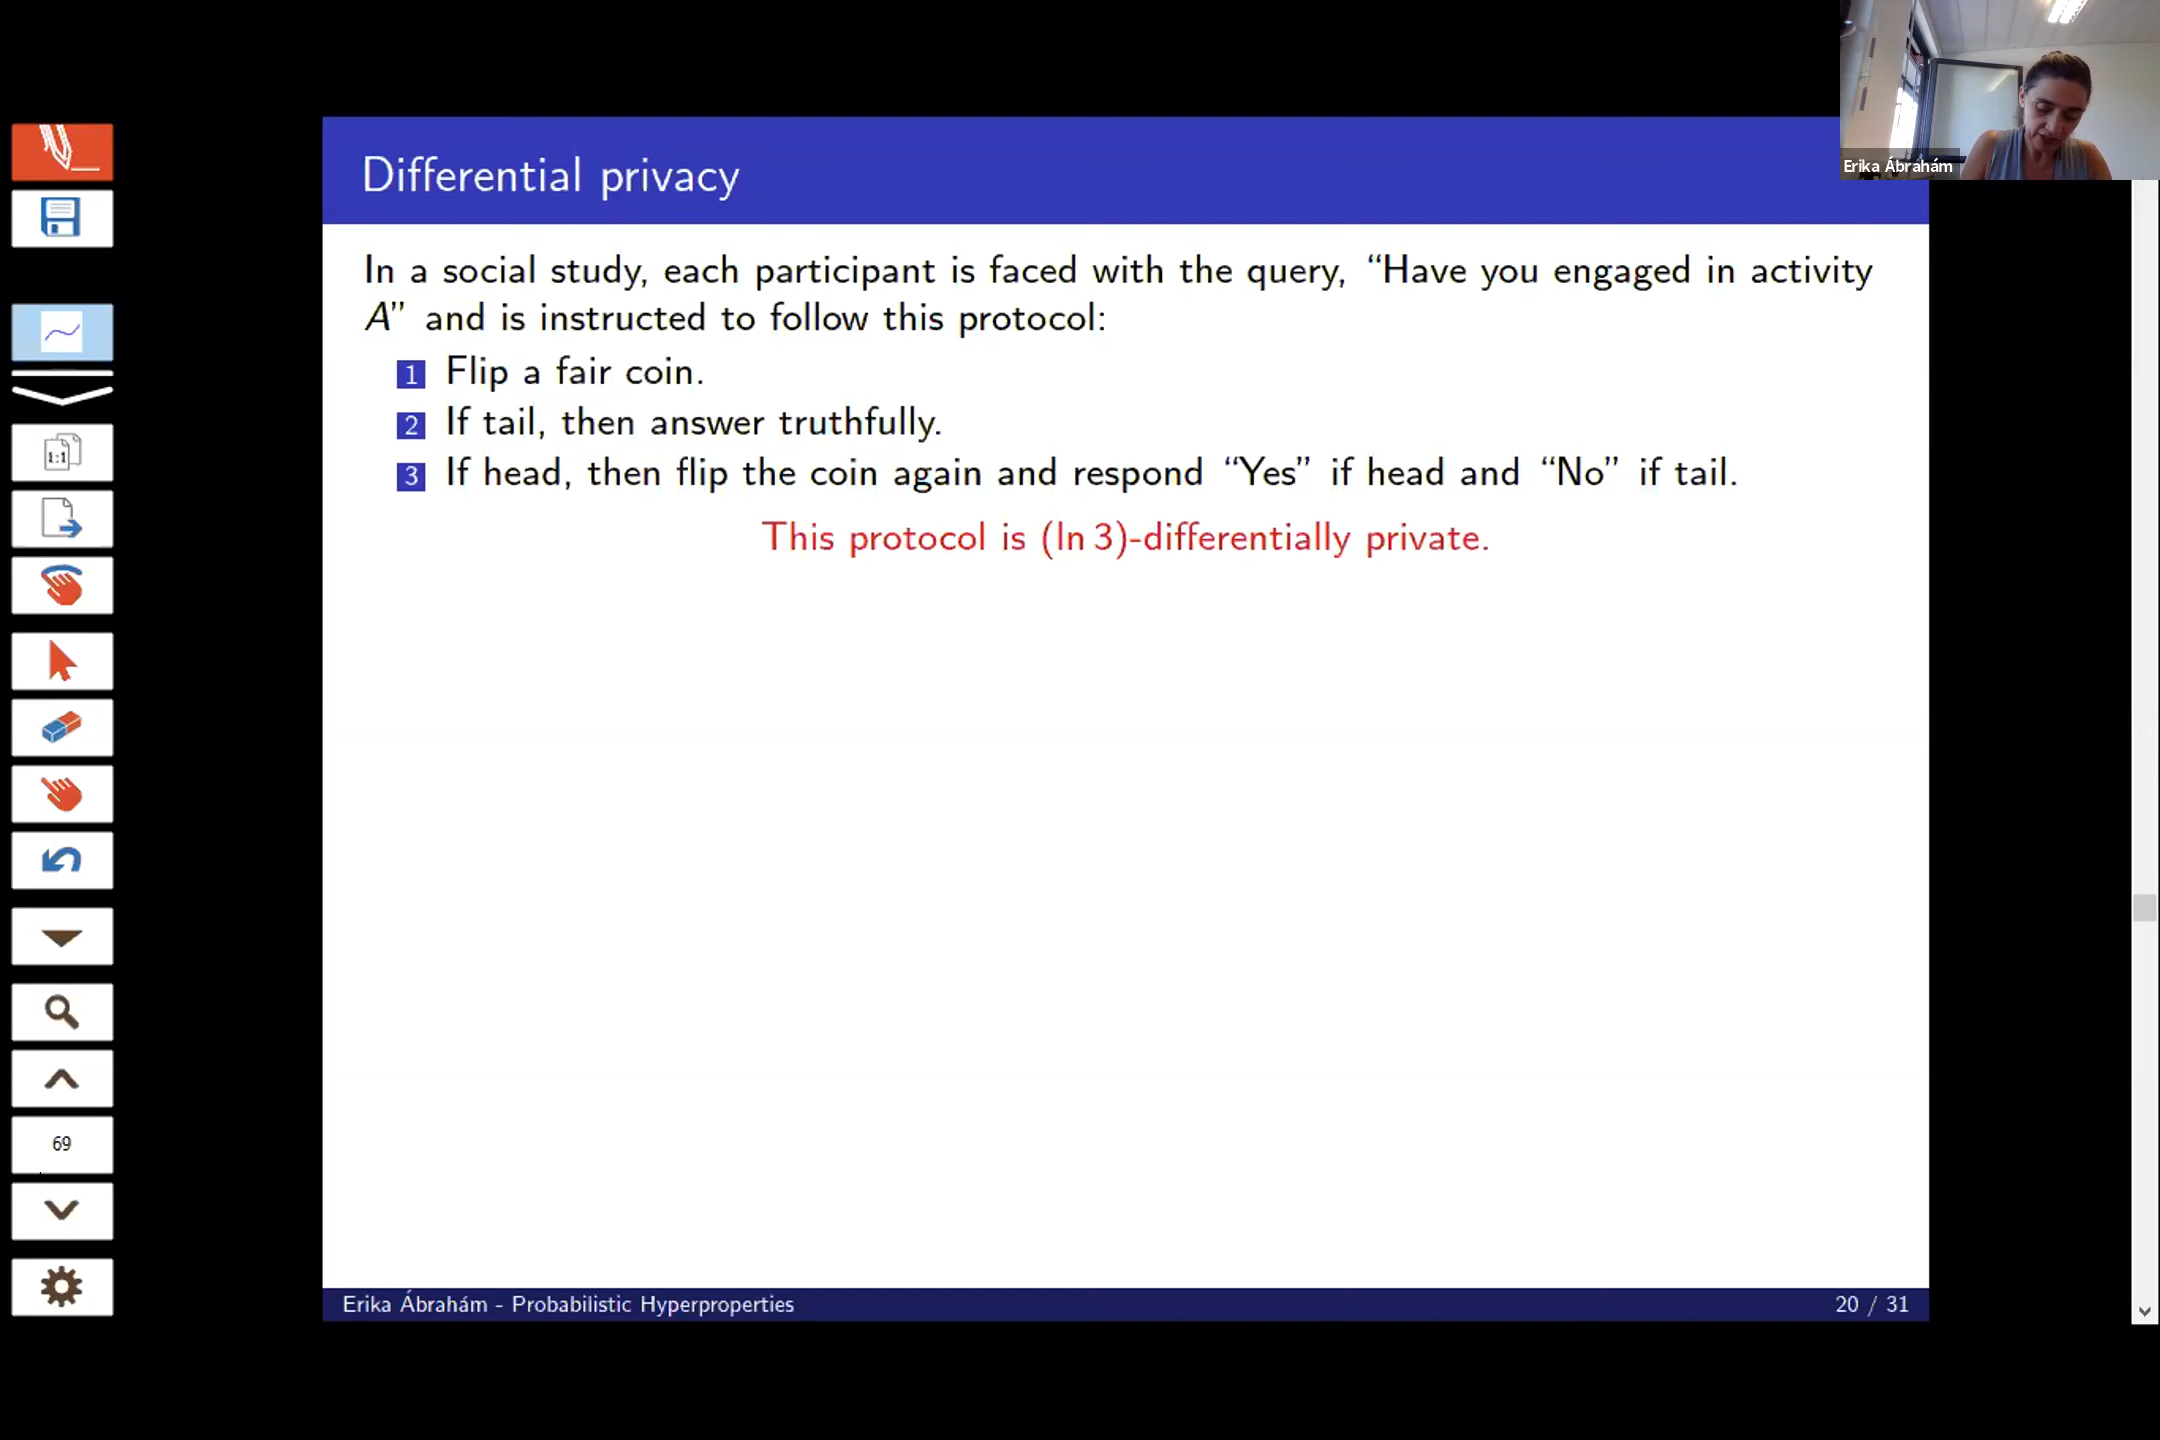 Erika Ábrahám
Differential privacy
In a social study, each participant is faced with the query, “Have you engaged in activity
A” and is instructed to follow this protocol:
1 Flip a fair coin.
2 If tail, then answer truthfully.
3 If head, then flip the coin again and respond “Yes” if head and “No” if tail.
This protocol is (ln 3)-differentially private.
1:1
69
Erika Ábrahám - Probabilistic Hyperproperties
20 / 31